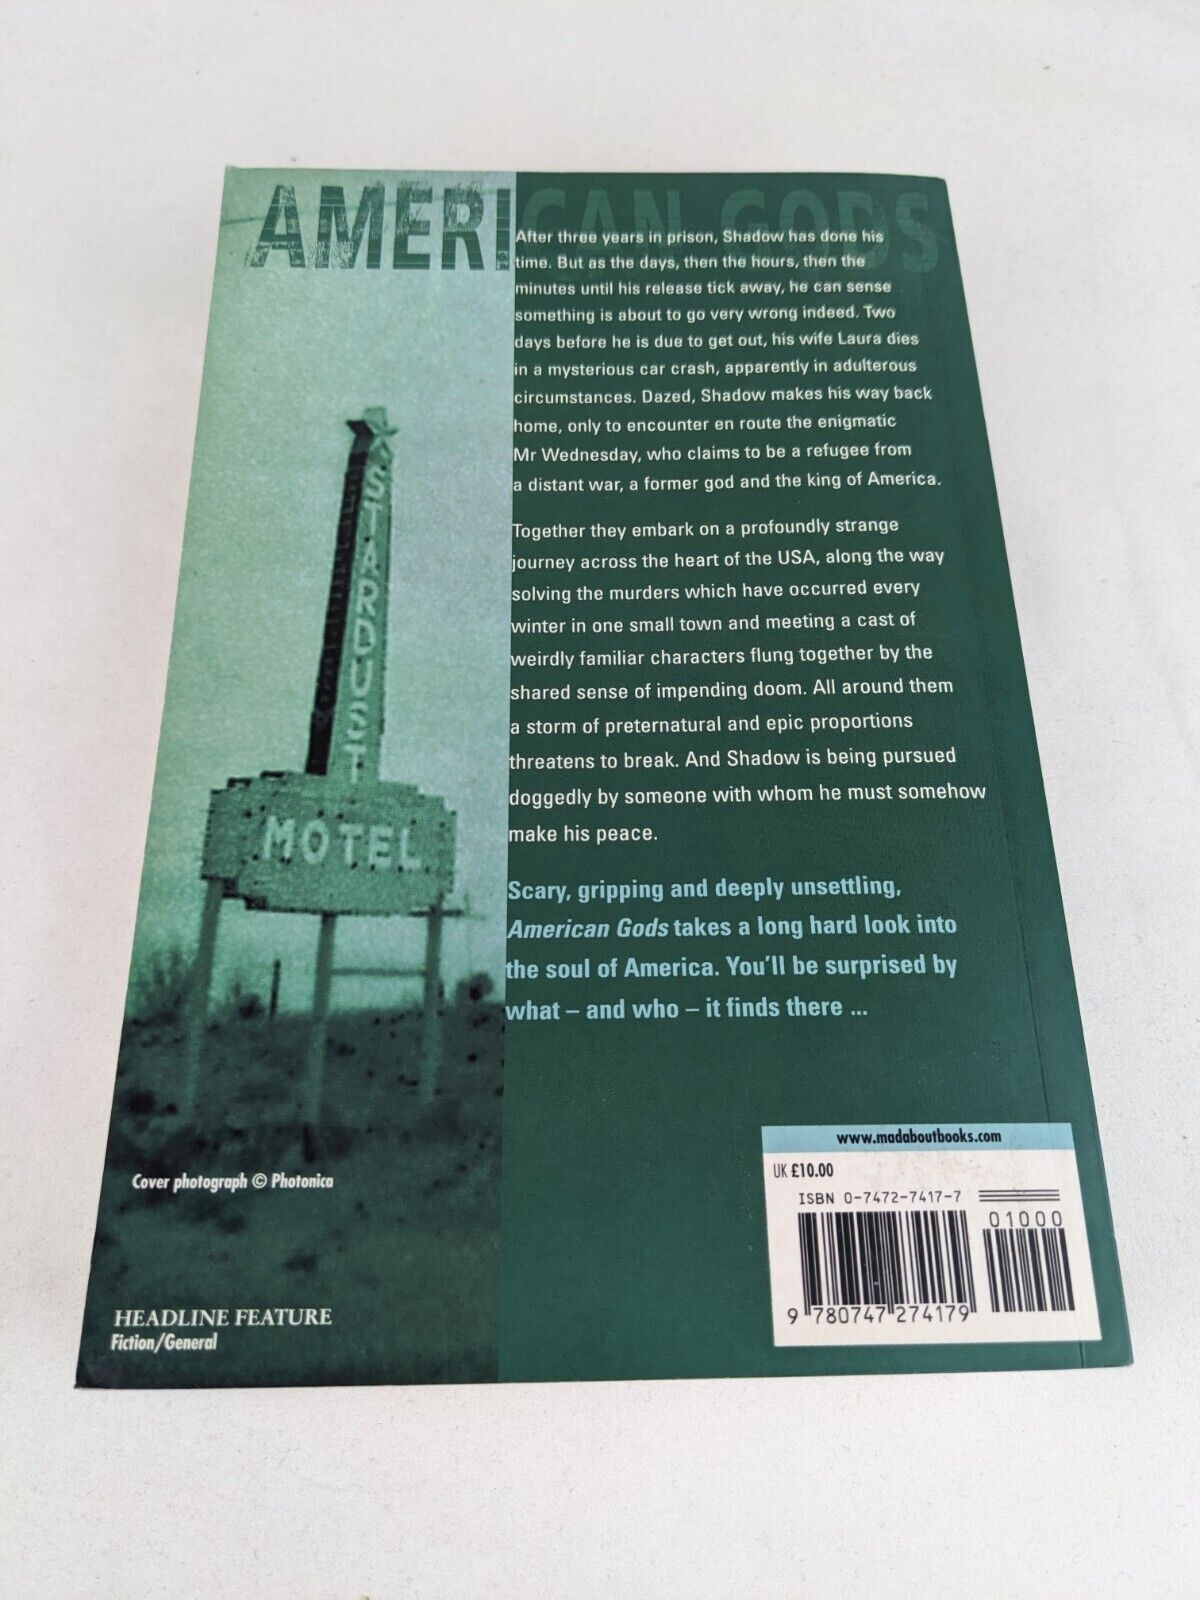 AMERICAN GODS
After three years in prison, Shadow has done his
time. But as the days, then the hours, then the
minutes until his release tick away, he can sense
something is about to go very wrong indeed. Two
days before he is due to get out, his wife Laura dies
in a mysterious car crash, apparently in adulterous
circumstances. Dazed, Shadow makes his way back
home, only to encounter en route the enigmatic
Mr Wednesday, who claims to be a refugee from
a distant war, a former god and the king of America.
Together they embark on a profoundly strange
journey across the heart of the USA, along the way
solving the murders which have occurred every
winter in one small town and meeting a cast of
weirdly familiar characters flung together by the
shared sense of impending doom. All around them
a storm of preternatural and epic proportions
threatens to break. And Shadow is being pursued
doggedly by someone with whom he must somehow
make his peace.
Scary, gripping and deeply unsettling,
American Gods takes a long hard look into
the soul of America. You'll be surprised by
what – and who – it finds there ...
STARDUST
MOTEL
Cover photograph © Photonica
HEADLINE FEATURE
Fiction/General
www.madaboutbooks.com
UK £10.00
ISBN 0-7472-7417-7
01000
9 780747 274179